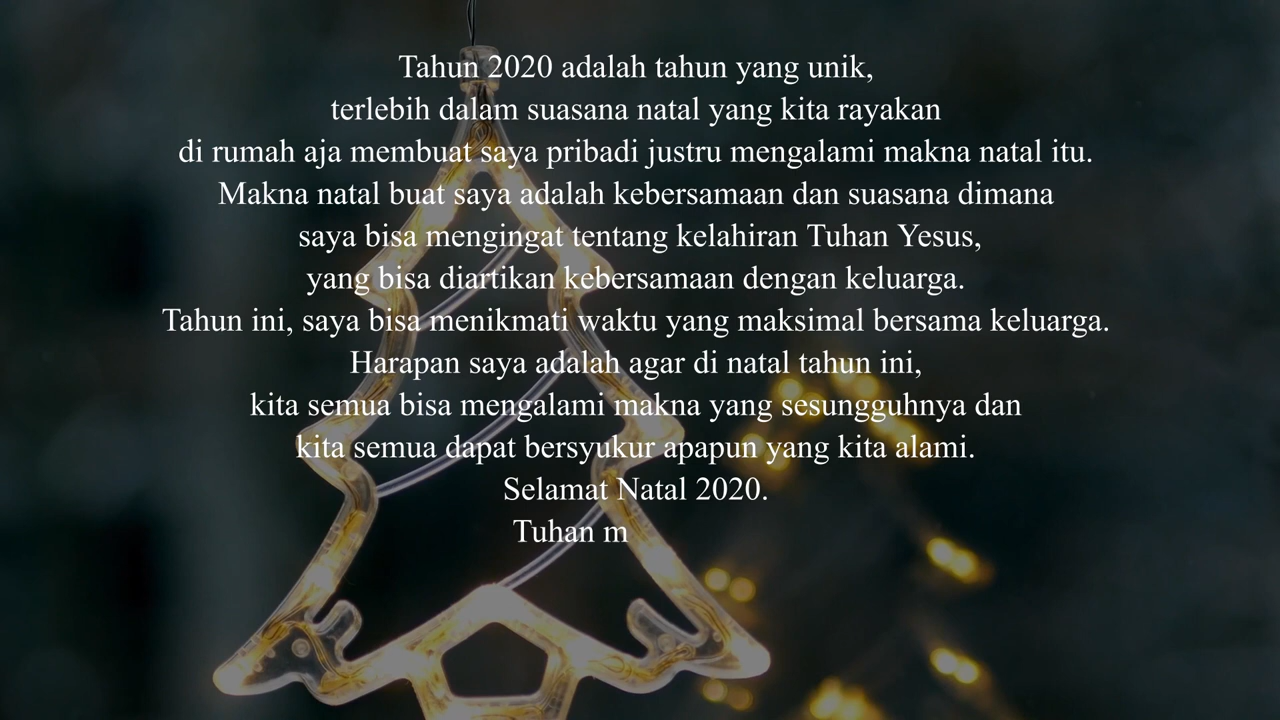 Tahun 2020 adalah tahun yang unik,
terlebih dalam suasana natal yang kita rayakan
di rumah aja membuat saya pribadi justru mengalami makna natal itu.
Makna natal buat saya adalah kebersamaan dan suasana dimana
saya bisa mengingat tentang kelahiran Tuhan Yesus,
yang bisa diartikan kebersamaan dengan keluarga.
Tahun ini, saya bisa menikmati waktu yang maksimal bersama keluarga.
Harapan saya adalah agar di natal tahun ini,
kita semua bisa mengalami makna yang sesungguhnya dan
kita semua dapat bersyukur apapun yang kita alami.
Selamat Natal 2020.
Tuhan m